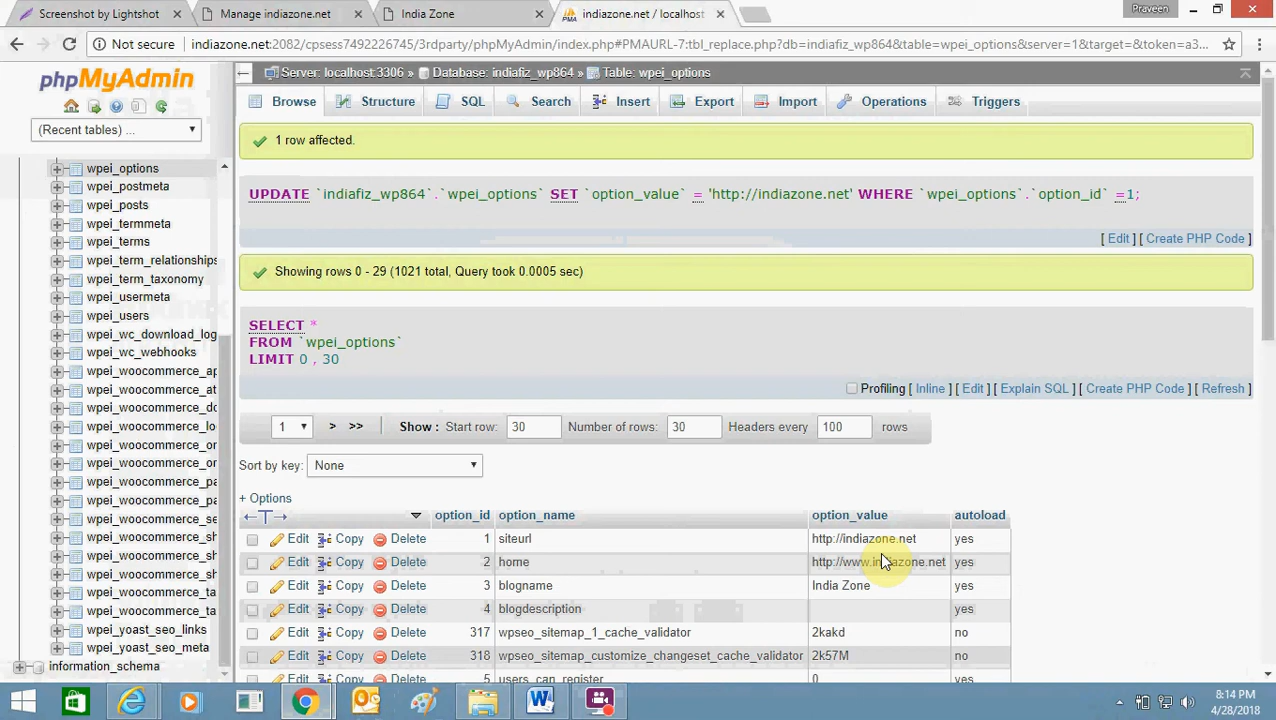 Screenshot by Lightshot
Manage indiazone.net
India Zone
indiazone.net / localhost
Praveen
Not secure
indiazone.net:2082/cpsess7492226745/3rdparty/phpMyAdmin/index.php#PMAURL-7:tbl_replace.php?db=indiafiz_wp864&table=wpei_options&server=1&target=&token=a3...
phpMyAdmin
(Recent tables) ...
wpei_options
wpei_postmeta
wpei_posts
wpei_termmeta
wpei_terms
wpei_term_relationships
wpei_term_taxonomy
wpei_usermeta
wpei_users
wpei_wc_download_log
wpei_wc_webhooks
wpei_woocommerce_ap
wpei_woocommerce_at
wpei_woocommerce_do
wpei_woocommerce_lo
wpei_woocommerce_or
wpei_woocommerce_or
wpei_woocommerce_pa
wpei_woocommerce_pa
wpei_woocommerce_se
wpei_woocommerce_sh
wpei_woocommerce_sh
wpei_woocommerce_sh
wpei_woocommerce_ta
wpei_woocommerce_ta
wpei_yoast_seo_links
wpei_yoast_seo_meta
information_schema
Server: localhost:3306 » Database: indiafiz_wp864 » Table: wpei_options
Browse Structure SQL Search Insert Export Import Operations Triggers
1 row affected.
UPDATE `indiafiz_wp864`.`wpei_options` SET `option_value` = 'http://indiazone.net' WHERE `wpei_options`.`option_id` =1;
[ Edit ] [ Create PHP Code ]
Showing rows 0 - 29 (1021 total, Query took 0.0005 sec)
SELECT *
FROM `wpei_options`
LIMIT 0 , 30
Profiling [ Inline ] [ Edit ] [ Explain SQL ] [ Create PHP Code ] [ Refresh ]
1 > >> Show : Start row: 30 Number of rows: 30 Headers every 100 rows
Sort by key: None
+ Options
←T→ option_id option_name option_value autoload
Edit Copy Delete 1 siteurl http://indiazone.net yes
Edit Copy Delete 2 home http://www.indiazone.net yes
Edit Copy Delete 3 blogname India Zone yes
Edit Copy Delete 4 blogdescription yes
Edit Copy Delete 317 wpseo_sitemap_1_cache_validator 2kakd no
Edit Copy Delete 318 wpseo_sitemap_customize_changeset_cache_validator 2k57M no
Edit Copy Delete 5 users_can_register 0 yes
8:14 PM
4/28/2018